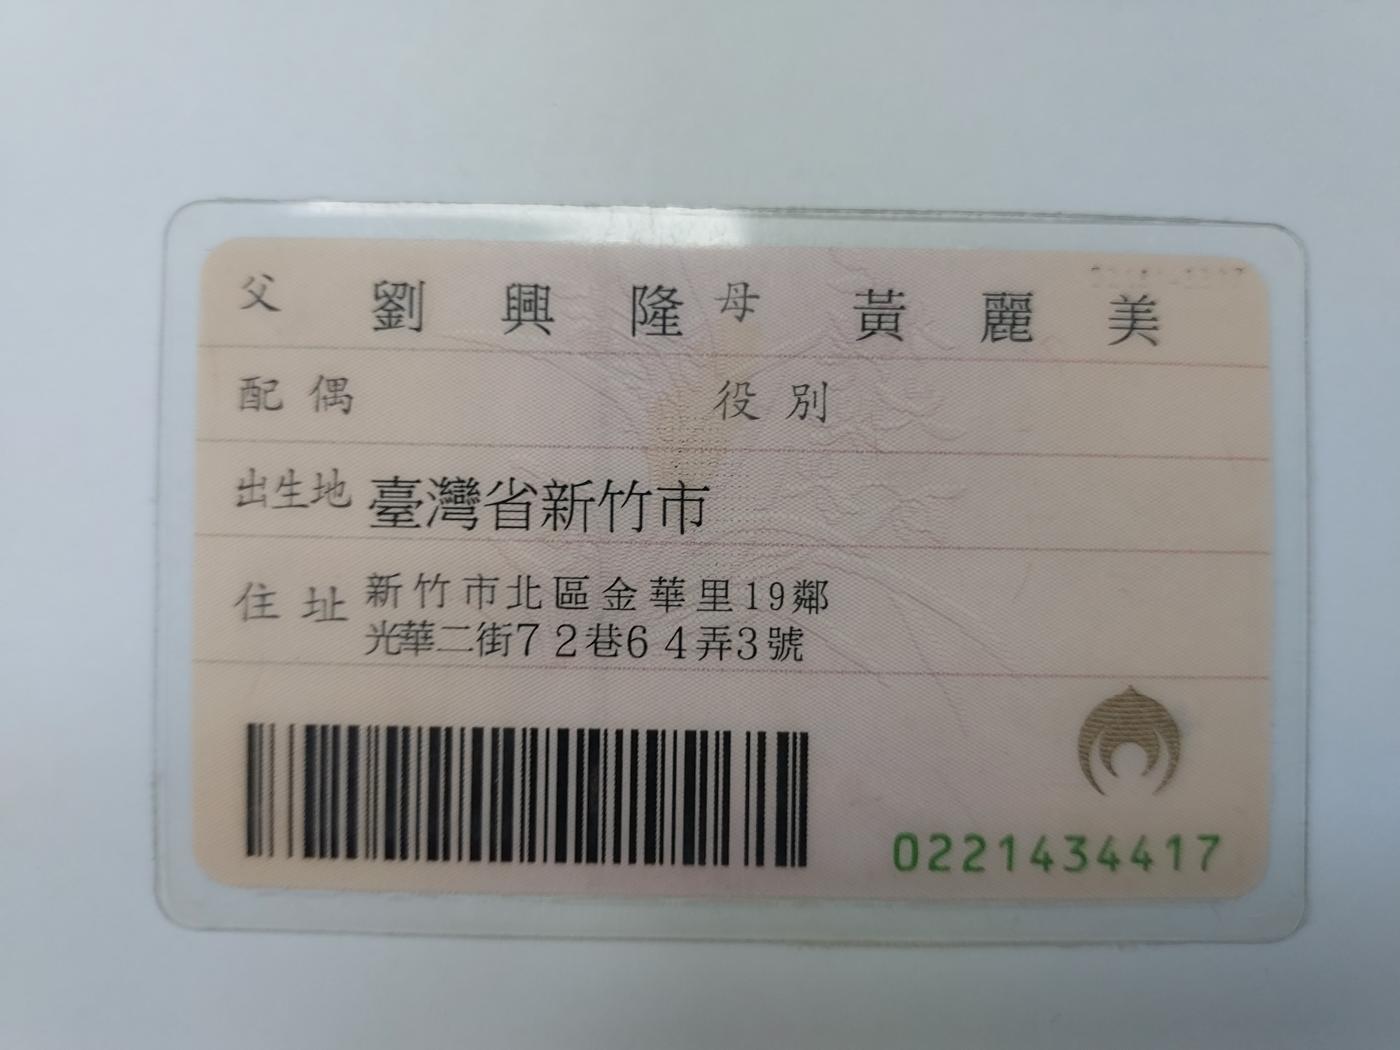 父 劉興隆 母 黃麗美
配偶 役別
出生地 臺灣省新竹市
住址 新竹市北區金華里19鄰
光華二街72巷64弄3號
0221434417